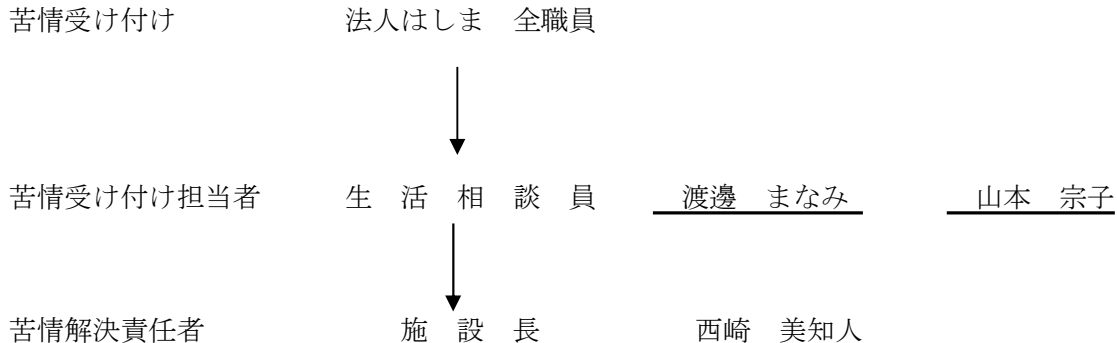 苦情受け付け　法人はしま　全職員
苦情受け付け担当者　生　活　相　談　員　渡邊　まなみ　山本　宗子
苦情解決責任者　施　設　長　西崎　美知人